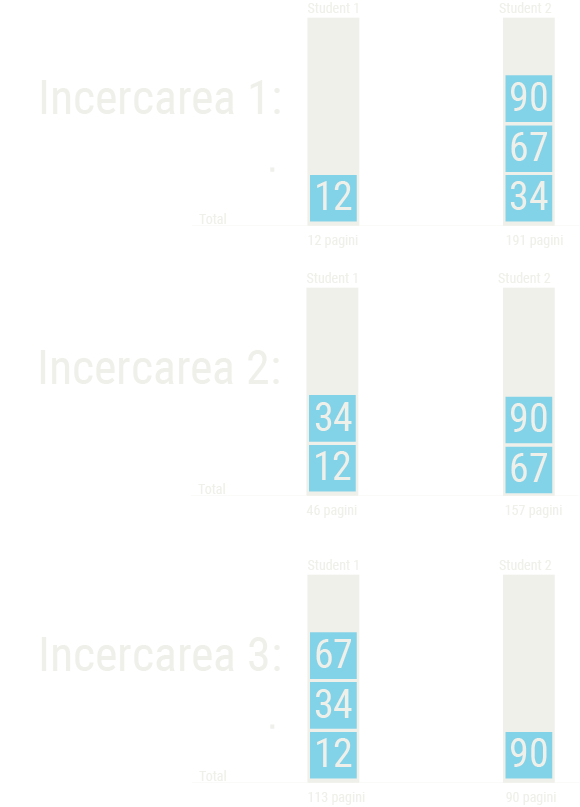 Student 1
Student 2
Incercarea 1:
.
90
67
12
34
Total
12 pagini
191 pagini
Student 1
Student 2
Incercarea 2:
34
90
12
67
Total
46 pagini
157 pagini
Student 1
Student 2
Incercarea 3:
67
34
.
12
90
Total
113 pagini
90 pagini